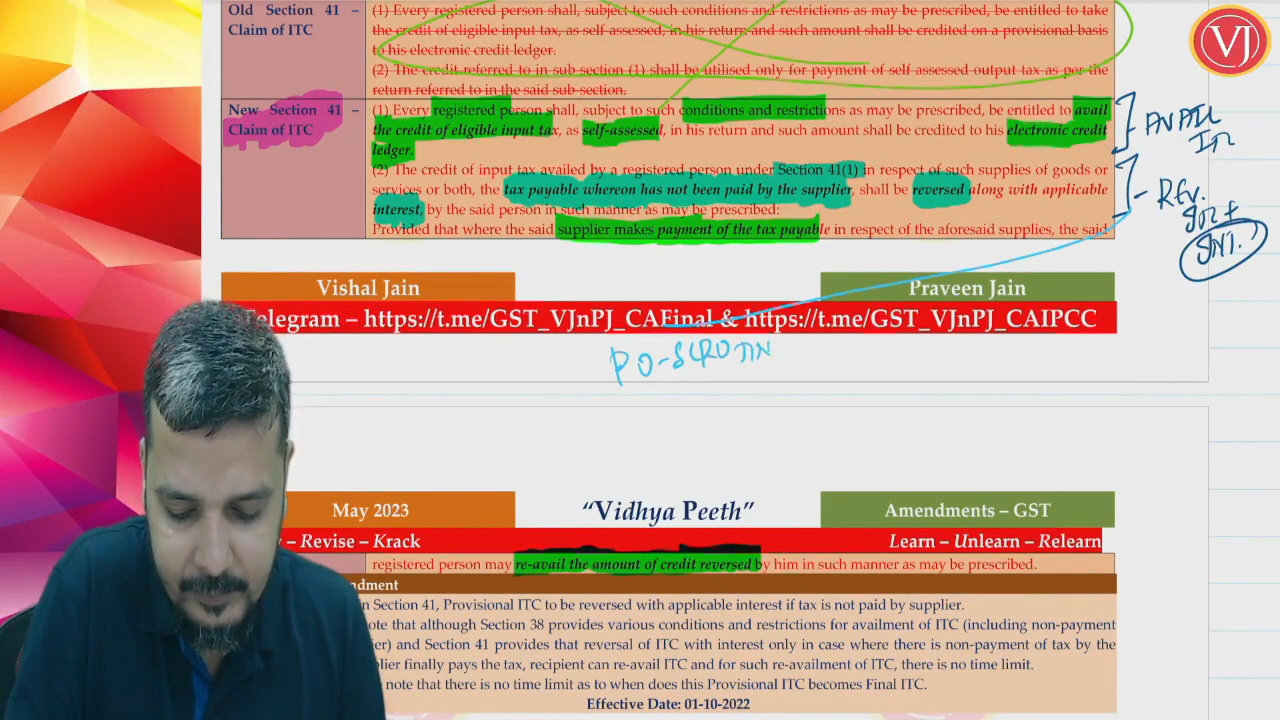 Old Section 41 – Claim of ITC
(1) Every registered person shall, subject to such conditions and restrictions as may be prescribed, be entitled to take
the credit of eligible input tax, as self-assessed, in his return and such amount shall be credited on a provisional basis
to his electronic credit ledger.
(2) The credit referred to in sub-section (1) shall be utilised only for payment of self assessed output tax as per the
return referred to in the said sub-section.
VJ
New Section 41 – Claim of ITC
(1) Every registered person shall, subject to such conditions and restrictions as may be prescribed, be entitled to avail
the credit of eligible input tax, as self-assessed, in his return and such amount shall be credited to his electronic credit
ledger.
(2) The credit of input tax availed by a registered person under Section 41(1) in respect of such supplies of goods or
services or both, the tax payable whereon has not been paid by the supplier, shall be reversed along with applicable
interest, by the said person in such manner as may be prescribed:
Provided that where the said supplier makes payment of the tax payable in respect of the aforesaid supplies, the said
AVAIL
Rev.
INT.
Vishal Jain
Praveen Jain
Telegram – https://t.me/GST_VJnPJ_CAFinal & https://t.me/GST_VJnPJ_CAIPCC
PO-SCROTIN
May 2023
“Vidhya Peeth”
Amendments – GST
– Revise – Krack
Learn – Unlearn – Relearn
registered person may re-avail the amount of credit reversed by him in such manner as may be prescribed.
in Section 41, Provisional ITC to be reversed with applicable interest if tax is not paid by supplier.
note that although Section 38 provides various conditions and restrictions for availment of ITC (including non-payment
and Section 41 provides that reversal of ITC with interest only in case where there is non-payment of tax by the
finally pays the tax, recipient can re-avail ITC and for such re-availment of ITC, there is no time limit.
note that there is no time limit as to when does this Provisional ITC becomes Final ITC.
Effective Date: 01-10-2022